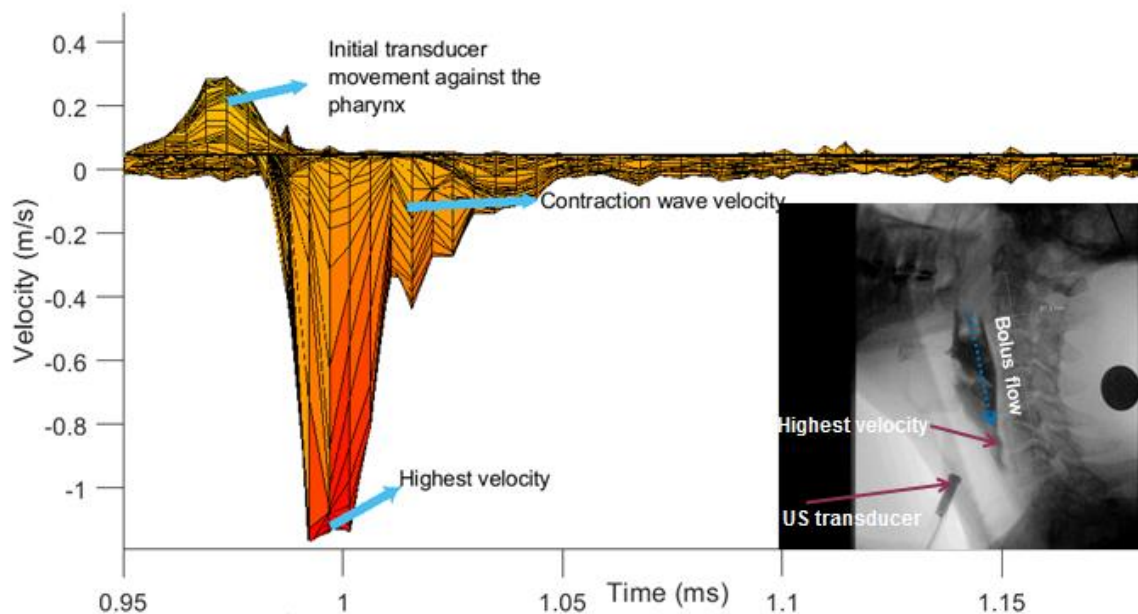 0.4
0.2
0
-0.2
-0.4
-0.6
-0.8
-1
Velocity (m/s)
Initial transducer
movement against the
pharynx
Contraction wave velocity
Highest velocity
Bolus flow
Highest velocity
US transducer
0.95
1
1.05
1.1
1.15
Time (ms)